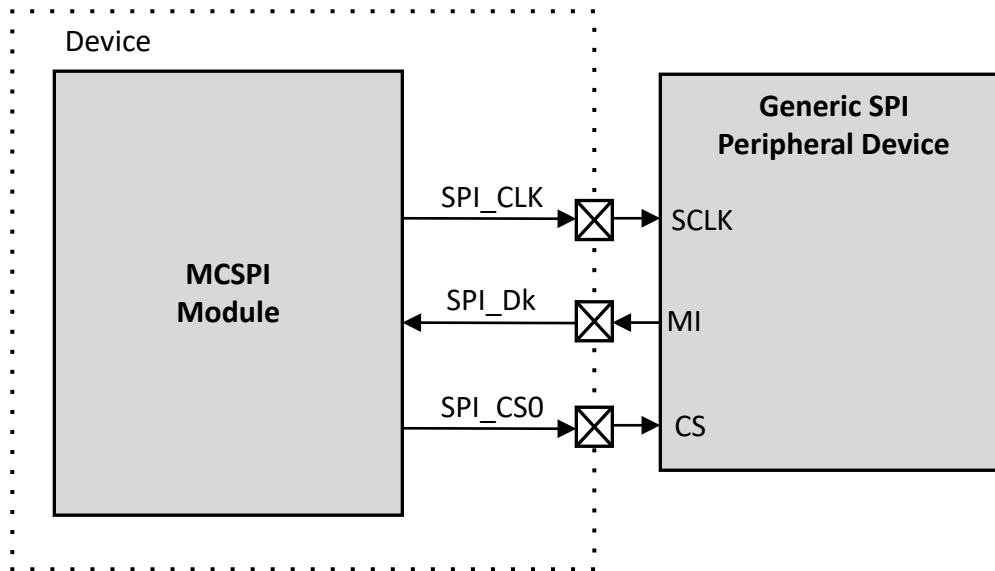 Device
Generic SPI
Peripheral Device
SPI_CLK
SCLK
MCSPI
Module
SPI_Dk
MI
SPI_CS0
CS